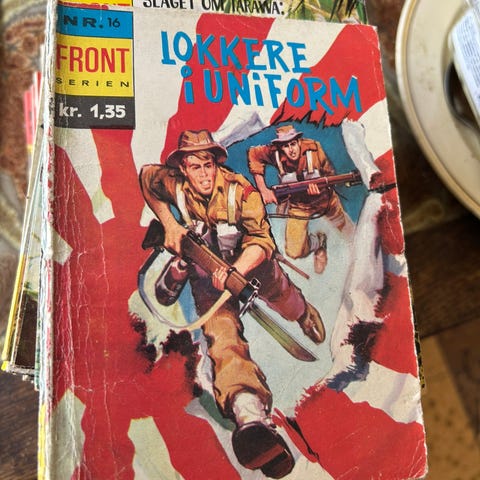 SLAGET OM TARAWA:
NR. 16
FRONT
SERIEN
kr. 1,35
LOKKERE
i UNiFORM